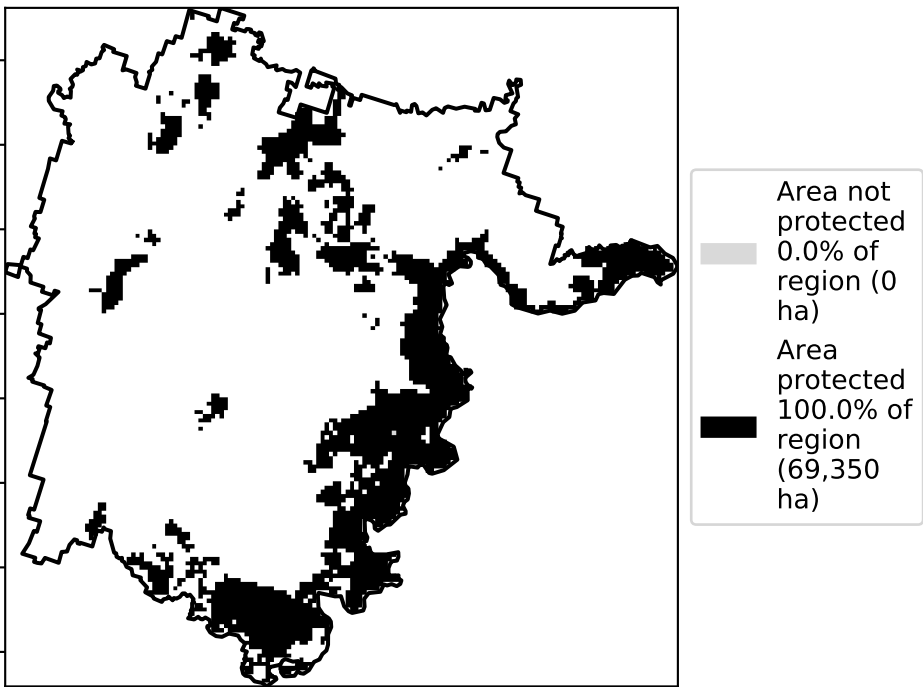 Area not
protected
0.0% of
region (0
ha)
Area
protected
100.0% of
region
(69,350
ha)